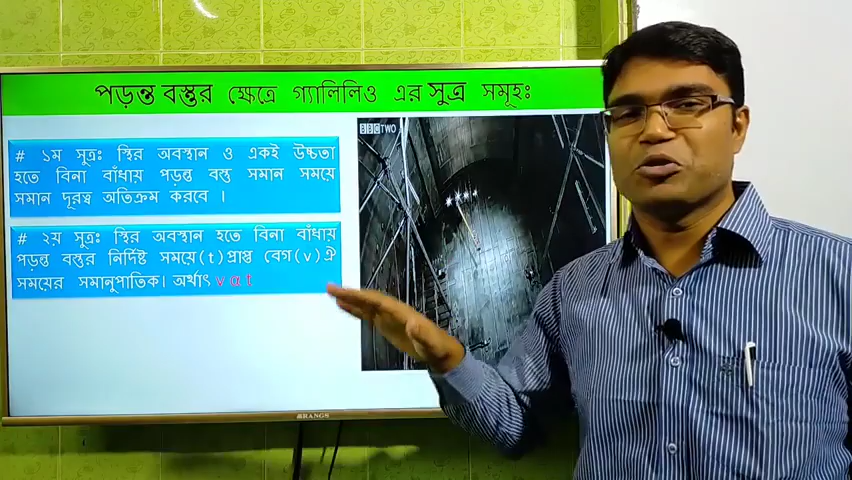 পড়ন্ত বস্তুর ক্ষেত্রে গ্যালিলিও এর সুত্র সমূহঃ
# ১ম সুত্রঃ স্থির অবস্থান ও একই উচ্চতা
হতে বিনা বাঁধায় পড়ন্ত বস্তু সমান সময়ে
সমান দূরত্ব অতিক্রম করবে ।
# ২য় সুত্রঃ স্থির অবস্থান হতে বিনা বাঁধায়
পড়ন্ত বস্তুর নির্দিষ্ট সময়ে(t)প্রাপ্ত বেগ(v)ঐ
সময়ের সমানুপাতিক। অর্থাৎ v α t
BBC TWO
RANGS